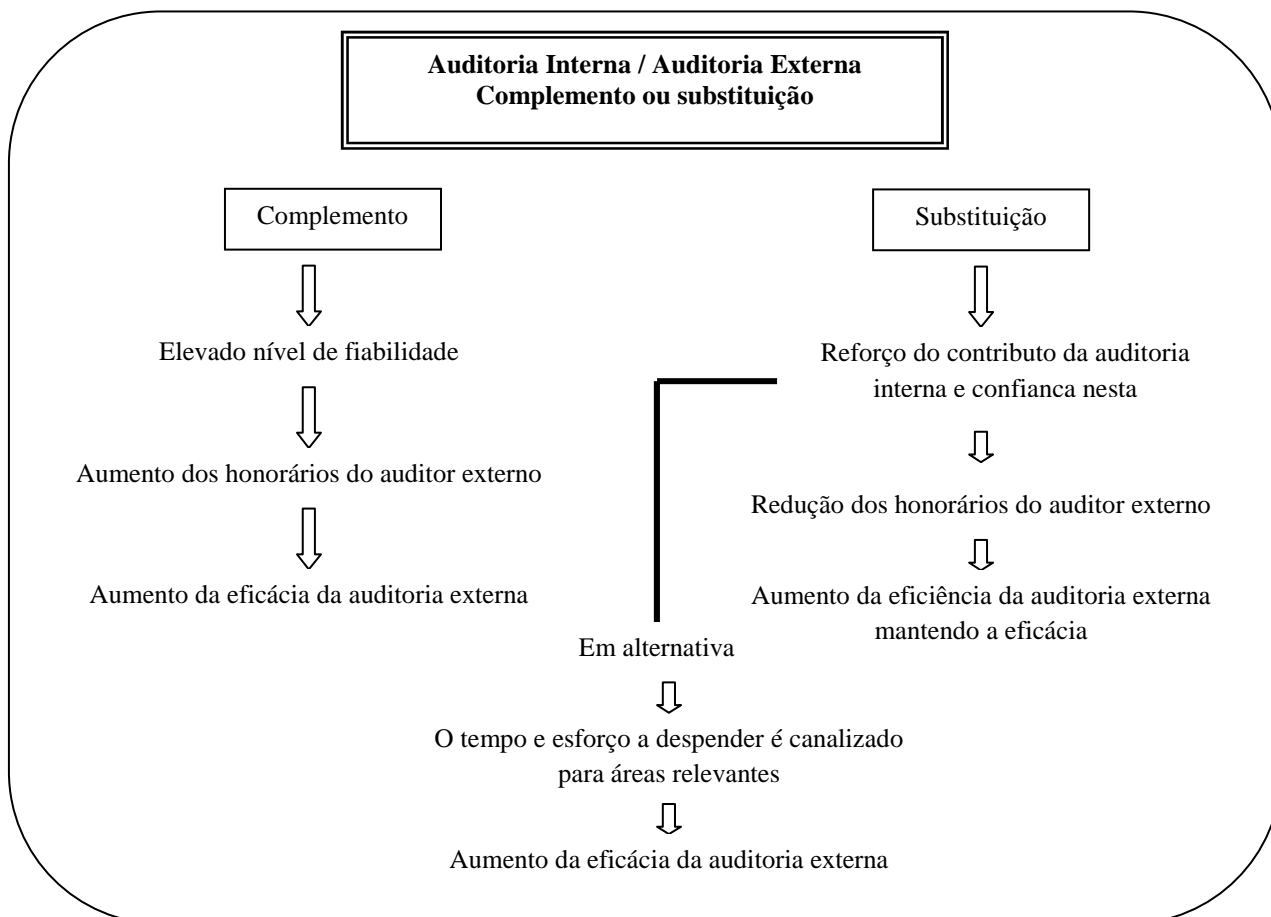 Auditoria Interna / Auditoria Externa
Complemento ou substituição
Complemento
Elevado nível de fiabilidade
Aumento dos honorários do auditor externo
Aumento da eficácia da auditoria externa
Substituição
Reforço do contributo da auditoria
interna e confianca nesta
Redução dos honorários do auditor externo
Aumento da eficiência da auditoria externa
mantendo a eficácia
Em alternativa
O tempo e esforço a despender é canalizado
para áreas relevantes
Aumento da eficácia da auditoria externa